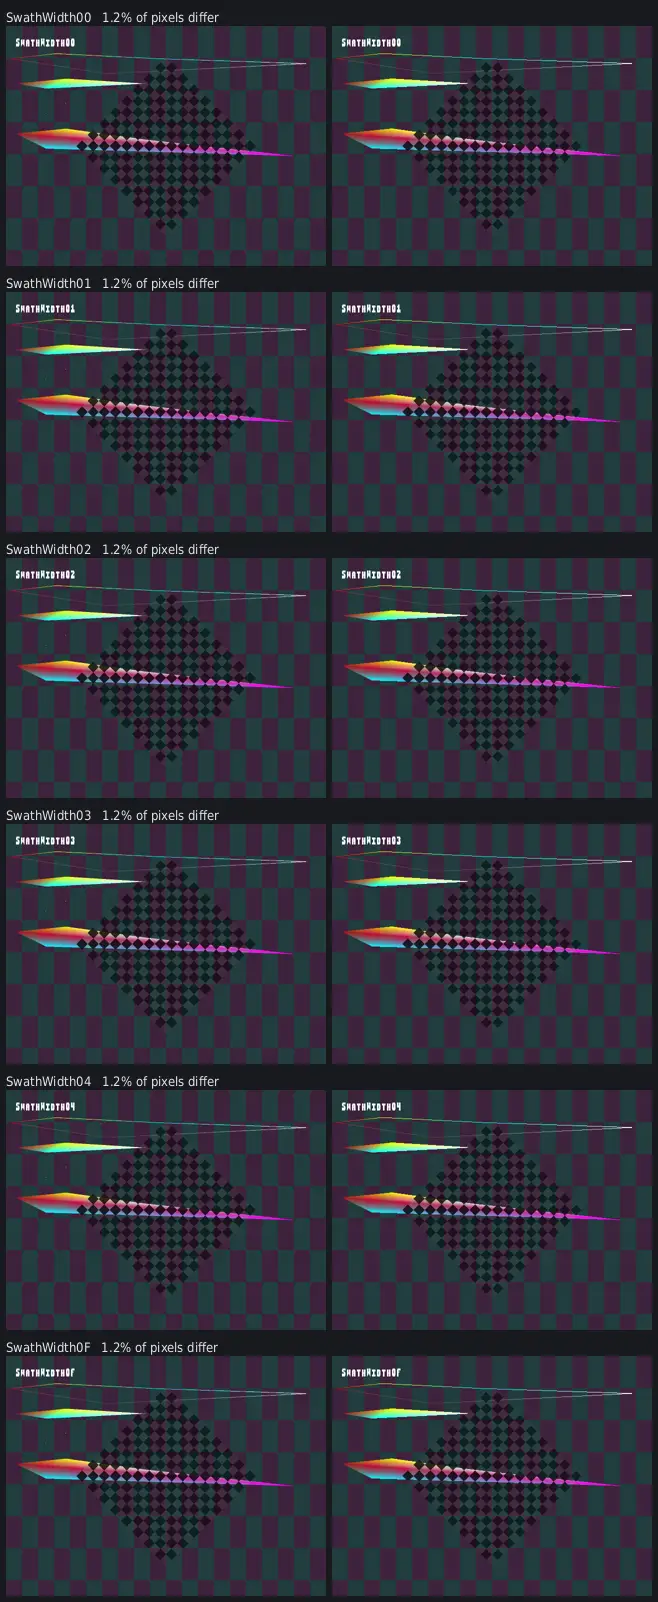 SwathWidth00 1.2% of pixels differ
SwathWidth00 SwathWidth00
SwathWidth01 1.2% of pixels differ
SwathWidth01 SwathWidth01
SwathWidth02 1.2% of pixels differ
SwathWidth02 SwathWidth02
SwathWidth03 1.2% of pixels differ
SwathWidth03 SwathWidth03
SwathWidth04 1.2% of pixels differ
SwathWidth04 SwathWidth04
SwathWidth0F 1.2% of pixels differ
SwathWidth0F SwathWidth0F